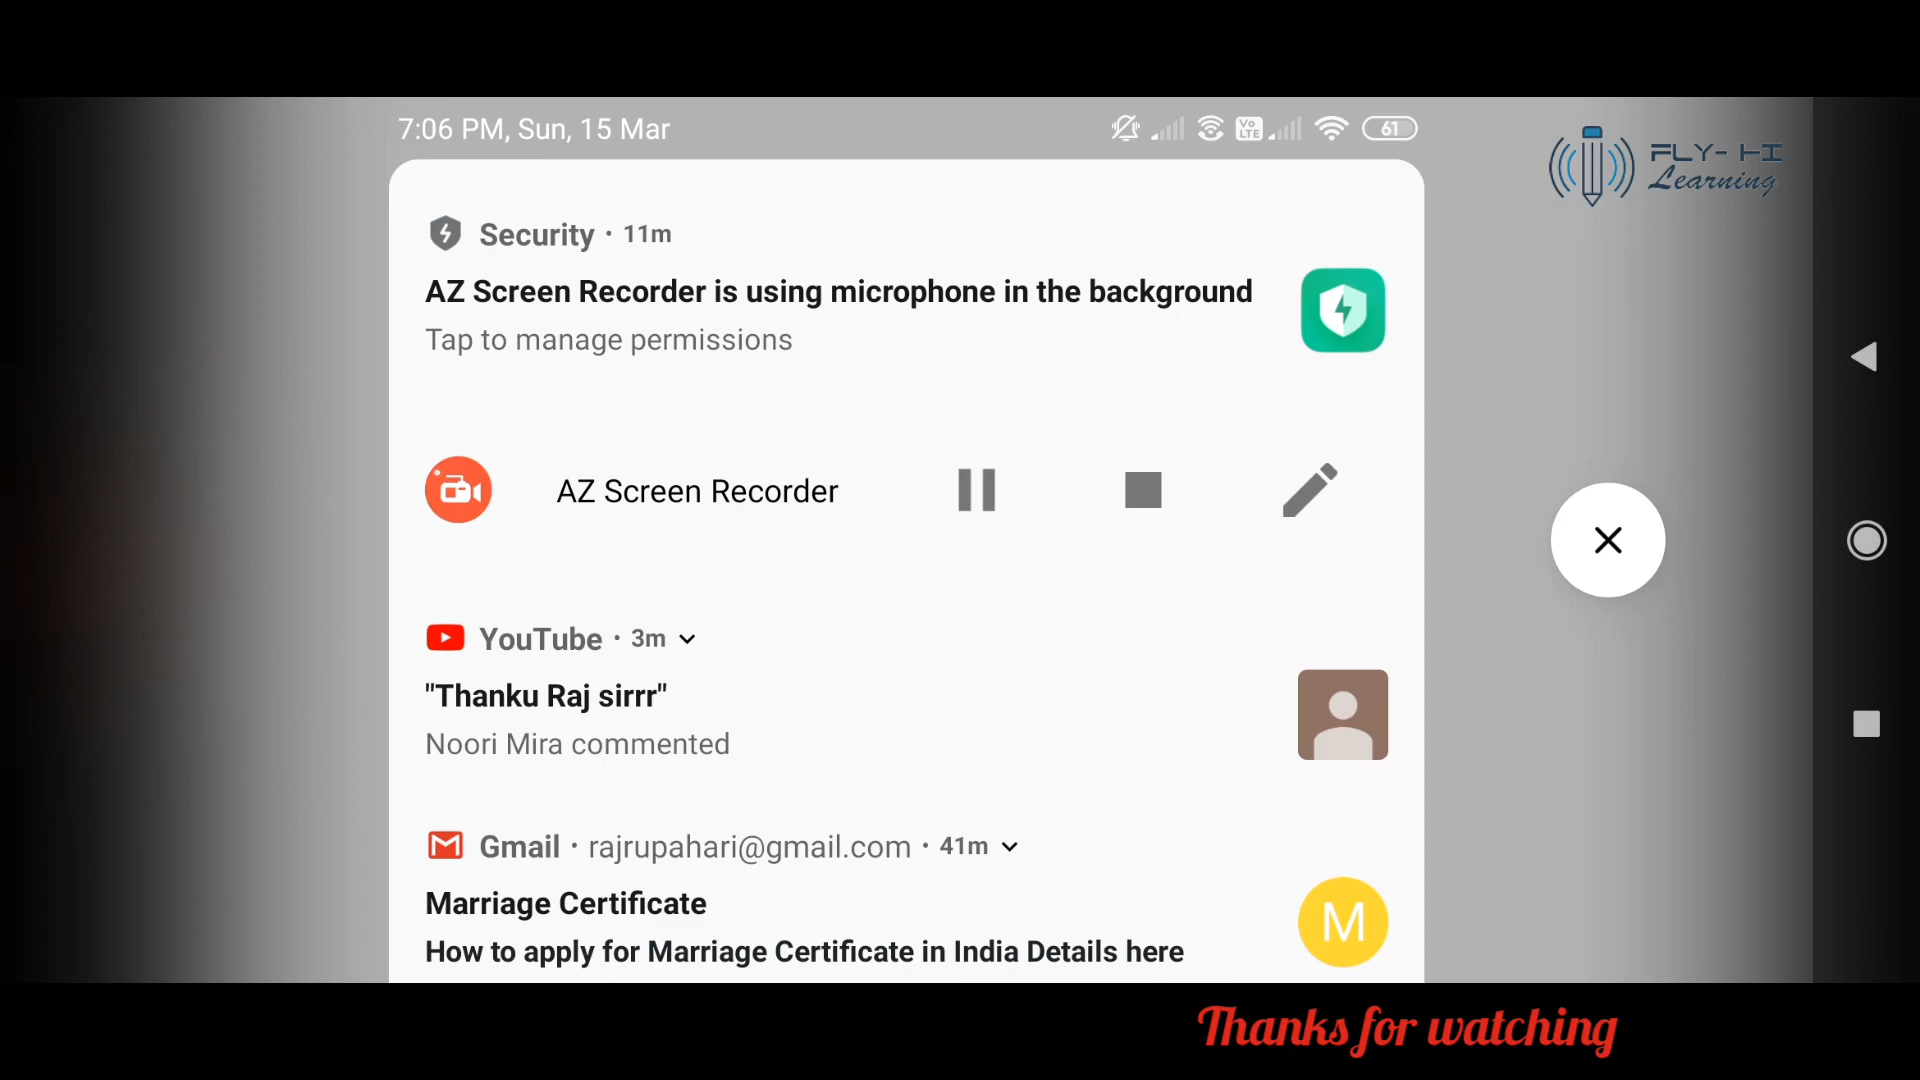 7:06 PM, Sun, 15 Mar
Vo LTE
61
FLY-HI
Learning
Security • 11m
AZ Screen Recorder is using microphone in the background
Tap to manage permissions
AZ Screen Recorder
YouTube • 3m
"Thanku Raj sirrr"
Noori Mira commented
Gmail • rajrupahari@gmail.com • 41m
Marriage Certificate
M
How to apply for Marriage Certificate in India Details here
Thanks for watching